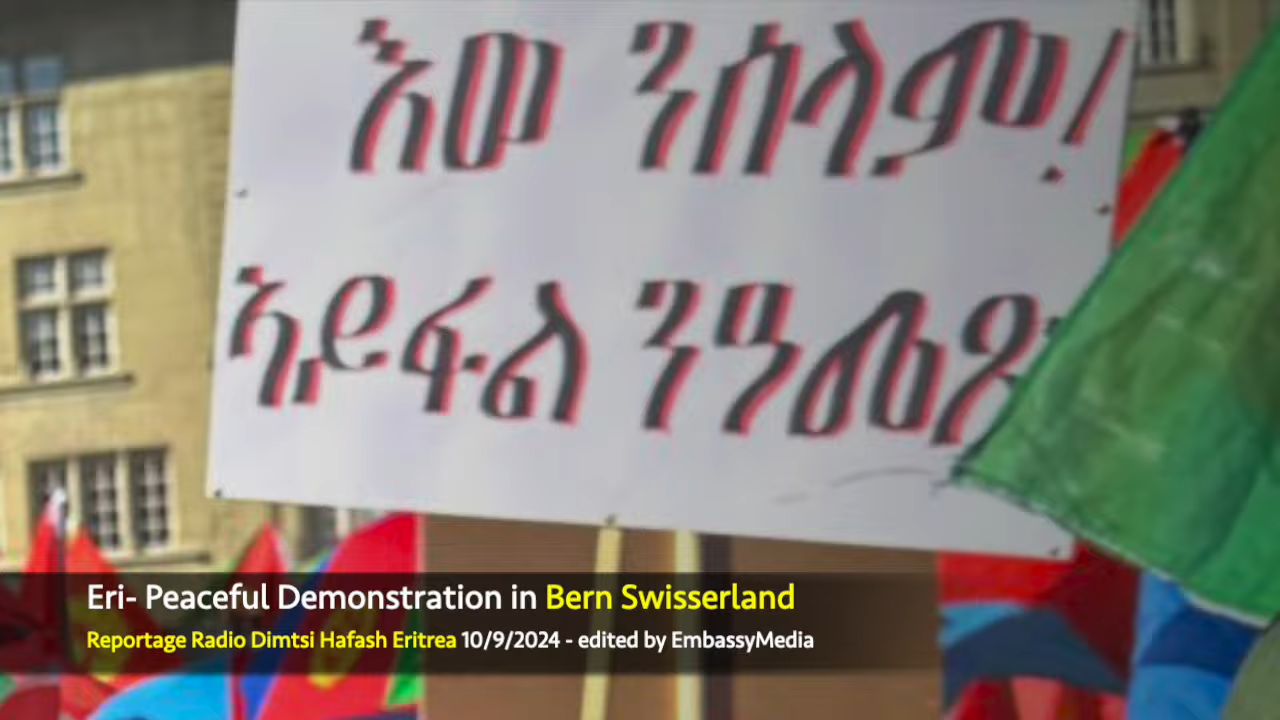 እወ ንሰላም!
ኣይፋል
Eri- Peaceful Demonstration in Bern Swisserland
Reportage Radio Dimtsi Hafash Eritrea 10/9/2024 - edited by EmbassyMedia